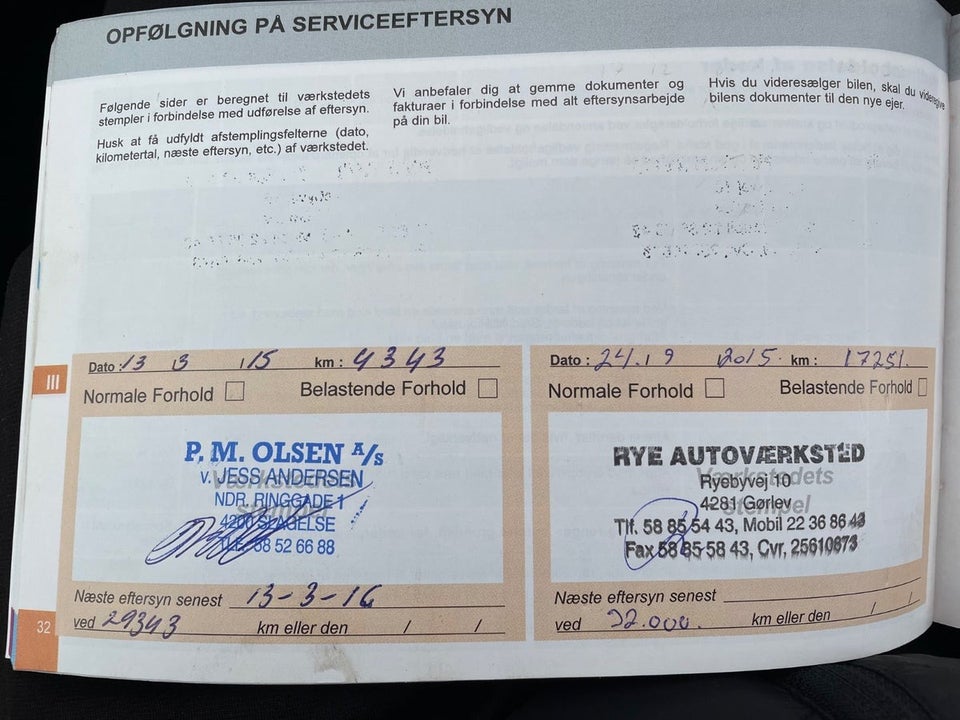 OPFØLGNING PÅ SERVICEEFTERSYN
Følgende sider er beregnet til værkstedets
stempler i forbindelse med udførelse af eftersyn.
Husk at få udfyldt afstemplingsfelterne (dato,
kilometertal, næste eftersyn, etc.) af værkstedet.
Vi anbefaler dig at gemme dokumenter og
fakturaer i forbindelse med alt eftersynsarbejde
på din bil.
Hvis du videresælger bilen, skal du videregive
bilens dokumenter til den nye ejer.
III
Dato: 13 3 15 km : 4343
Normale Forhold Belastende Forhold
Værkstedets
stempel
P. M. OLSEN A/S
v. JESS ANDERSEN
NDR. RINGGADE 1
4200 SLAGELSE
58 52 66 88
Næste eftersyn senest 13-3-16
ved 29343 km eller den / /
Dato : 24.19 2015. km : 17251.
Normale Forhold Belastende Forhold
Værkstedets
stempel
RYE AUTOVÆRKSTED
Ryebyvej 10
4281 Gørlev
Tlf. 58 85 54 43, Mobil 22 36 86 43
Fax 58 85 58 43, Cvr. 25610673
Næste eftersyn senest
ved 32.000. km eller den / /
32